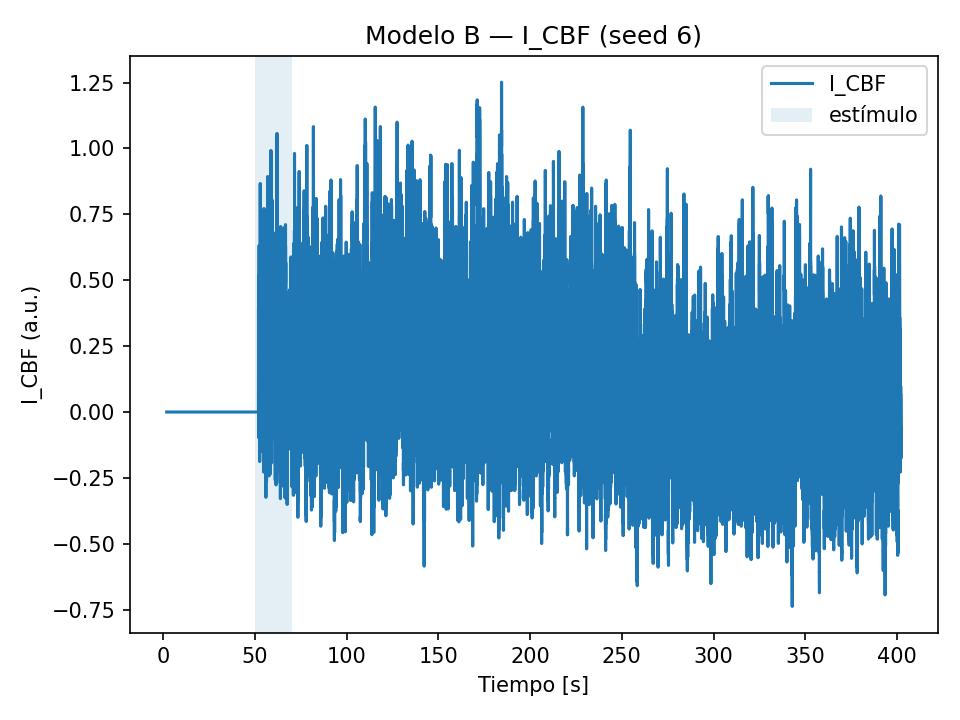 Modelo B — I_CBF (seed 6)
I_CBF
estímulo
1.25
1.00
0.75
0.50
0.25
0.00
−0.25
−0.50
−0.75
I_CBF (a.u.)
0 50 100 150 200 250 300 350 400
Tiempo [s]